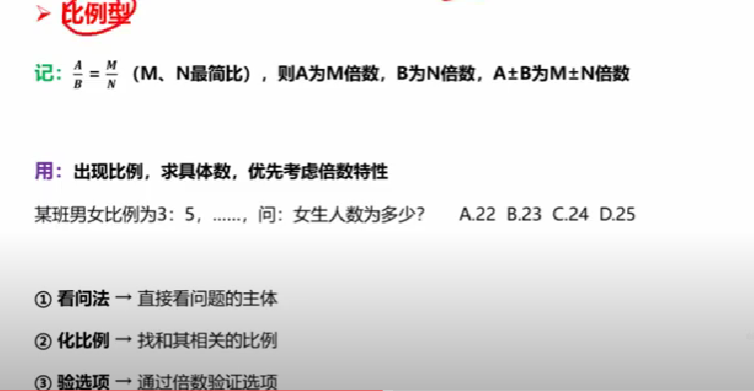 ➤ 比例型
记：A/B = M/N （M、N最简比），则A为M倍数，B为N倍数，A±B为M±N倍数
用：出现比例，求具体数，优先考虑倍数特性
某班男女比例为3：5，……，问：女生人数为多少？ A.22 B.23 C.24 D.25
① 看问法 → 直接看问题的主体
② 化比例 → 找和其相关的比例
③ 验选项 → 通过倍数验证选项